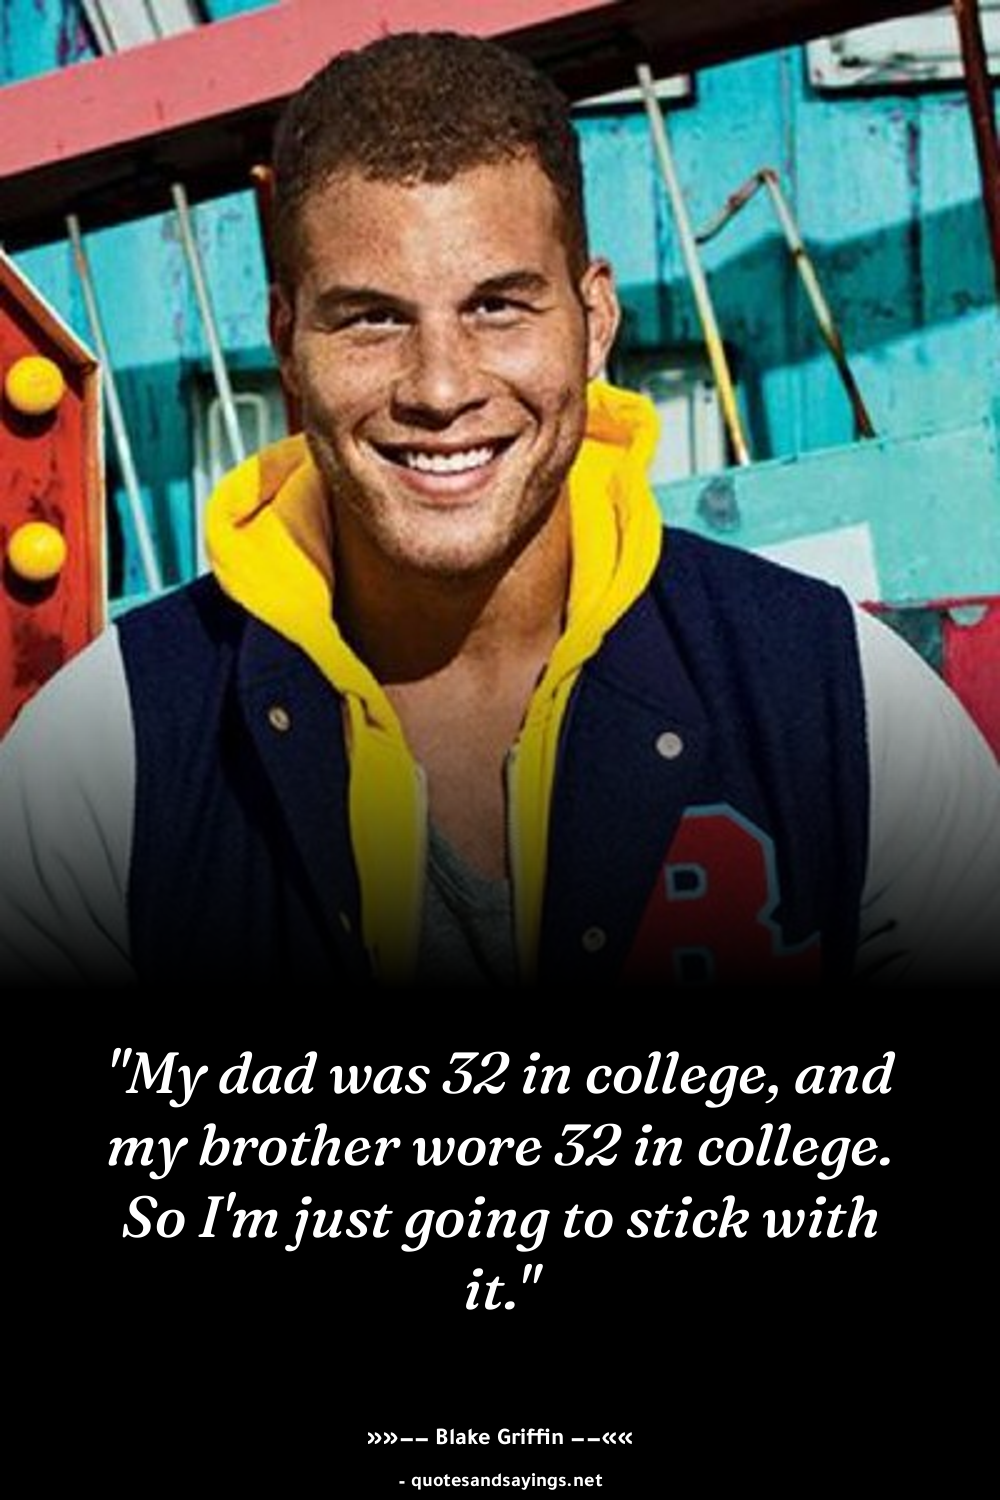 "My dad was 32 in college, and
my brother wore 32 in college.
So I'm just going to stick with
it."
»»–– Blake Griffin ––««
- quotesandsayings.net